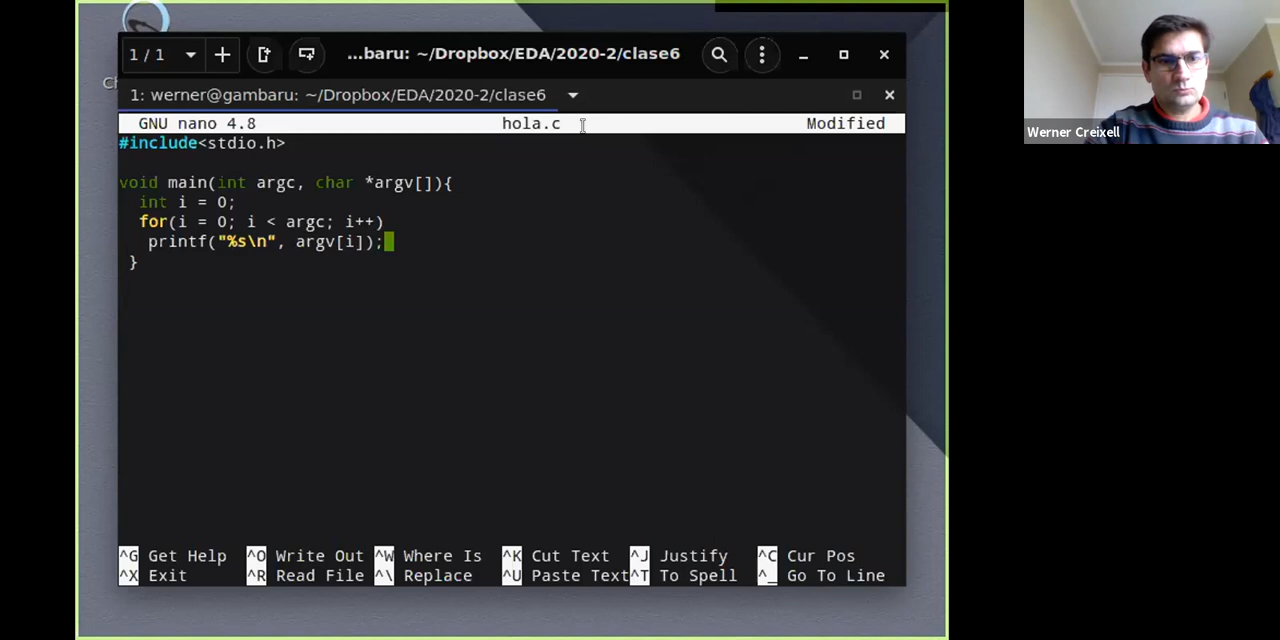 1 / 1
...baru: ~/Dropbox/EDA/2020-2/clase6
1: werner@gambaru: ~/Dropbox/EDA/2020-2/clase6
GNU nano 4.8 hola.c Modified
#include<stdio.h>
void main(int argc, char *argv[]){
int i = 0;
for(i = 0; i < argc; i++)
printf("%s\n", argv[i]);
}
^G Get Help ^O Write Out ^W Where Is ^K Cut Text ^J Justify ^C Cur Pos
^X Exit ^R Read File ^\ Replace ^U Paste Text ^T To Spell ^_ Go To Line
Werner Creixell